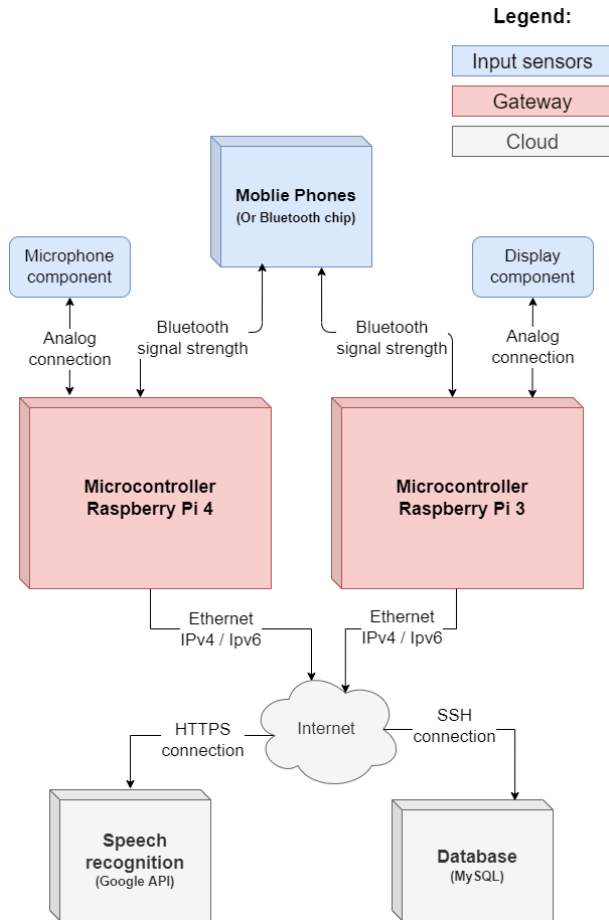 Legend:
Input sensors
Gateway
Cloud
Moblie Phones
(Or Bluetooth chip)
Microphone
component
Display
component
Bluetooth
signal strength
Bluetooth
signal strength
Analog
connection
Analog
connection
Microcontroller
Raspberry Pi 4
Microcontroller
Raspberry Pi 3
Ethernet
IPv4 / Ipv6
Ethernet
IPv4 / Ipv6
Internet
HTTPS
connection
SSH
connection
Speech
recognition
(Google API)
Database
(MySQL)